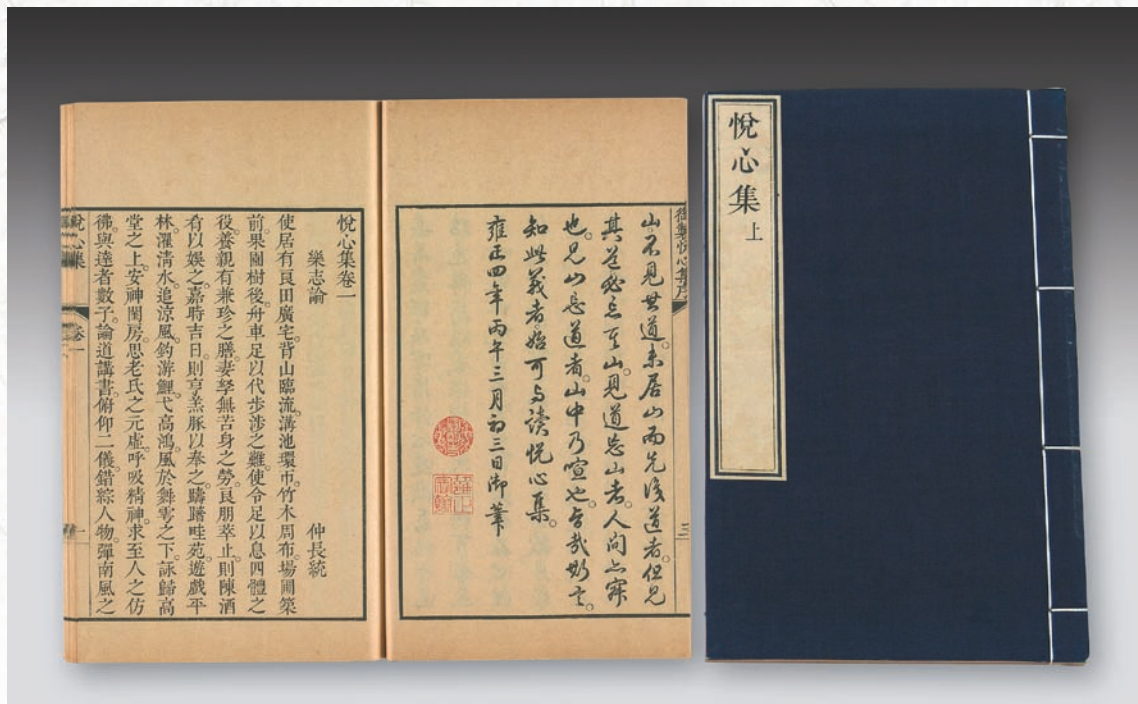 悅心集 上
御製悅心集序 三
山。不見其道。未居山而先識道者。但見
其道。必忘其山。見道忘山者。人间亦寂
也。見山忘道者。山中乃喧也。旨哉斯言。
知此義者。始可与讀悅心集。
雍正四年丙午三月初三日御筆
悅心集卷一
樂志論 仲長統
使居有良田廣宅。背山臨流。溝池環帀。竹木周布。場圃築
前。果園樹後。舟車足以代步涉之難。使令足以息四體之
役。養親有兼珍之膳。妻孥無苦身之勞。良朋萃止。則陳酒
肴以娛之。嘉時吉日。則亨羔豚以奉之。躊躇畦苑。遊戲平
林。濯清水。追涼風。釣游鯉。弋高鴻。風於舞雩之下。詠歸高
堂之上。安神閨房。思老氏之元虛。呼吸精神。求至人之仿
彿。與達者數子。論道講書。俯仰二儀。錯綜人物。彈南風之
悅心集 卷一 一